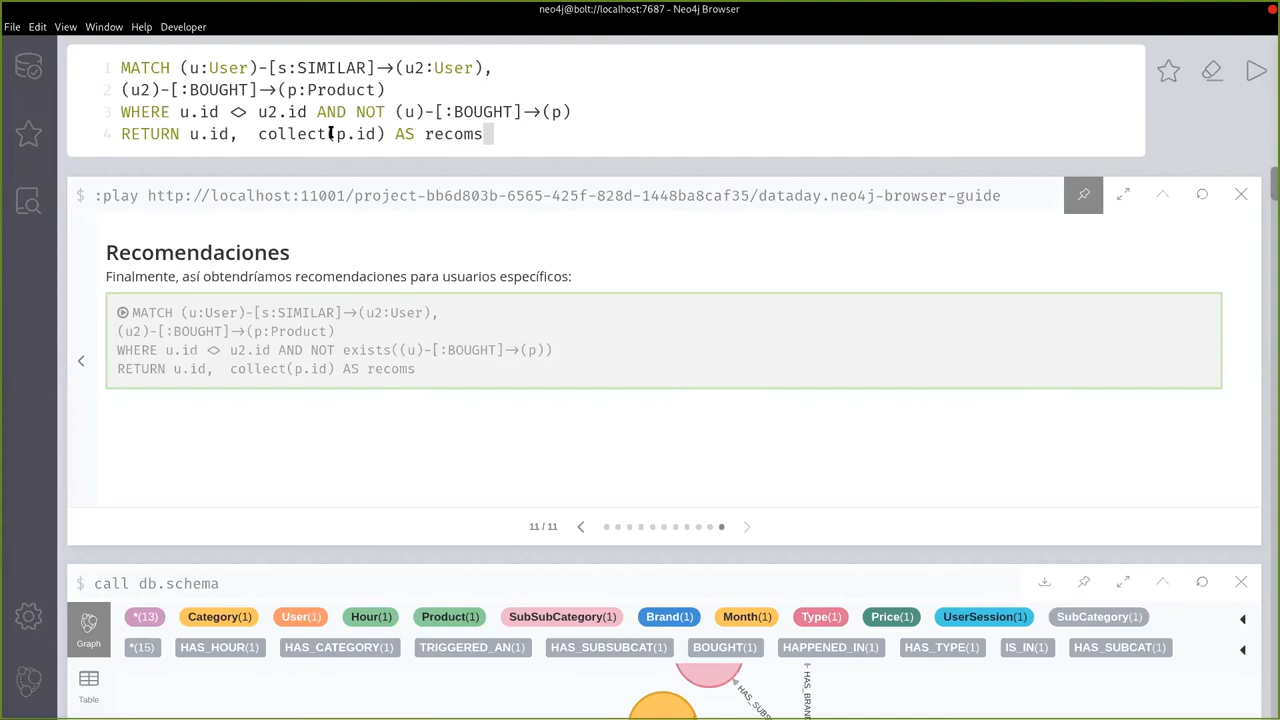 neo4j@bolt://localhost:7687 - Neo4j Browser
File Edit View Window Help Developer
1 MATCH (u:User)-[s:SIMILAR]->(u2:User),
2 (u2)-[:BOUGHT]->(p:Product)
3 WHERE u.id <> u2.id AND NOT (u)-[:BOUGHT]->(p)
4 RETURN u.id,  collect(p.id) AS recoms
$ :play http://localhost:11001/project-bb6d803b-6565-425f-828d-1448ba8caf35/dataday.neo4j-browser-guide
Recomendaciones
Finalmente, así obtendríamos recomendaciones para usuarios específicos:
MATCH (u:User)-[s:SIMILAR]->(u2:User),
(u2)-[:BOUGHT]->(p:Product)
WHERE u.id <> u2.id AND NOT exists((u)-[:BOUGHT]->(p))
RETURN u.id,  collect(p.id) AS recoms
11 / 11
$ call db.schema
*(13) Category(1) User(1) Hour(1) Product(1) SubSubCategory(1) Brand(1) Month(1) Type(1) Price(1) UserSession(1) SubCategory(1)
Graph
*(15) HAS_HOUR(1) HAS_CATEGORY(1) TRIGGERED_AN(1) HAS_SUBSUBCAT(1) BOUGHT(1) HAPPENED_IN(1) HAS_TYPE(1) IS_IN(1) HAS_SUBCAT(1)
Table
HAS_SUBS
HAS_BRAND